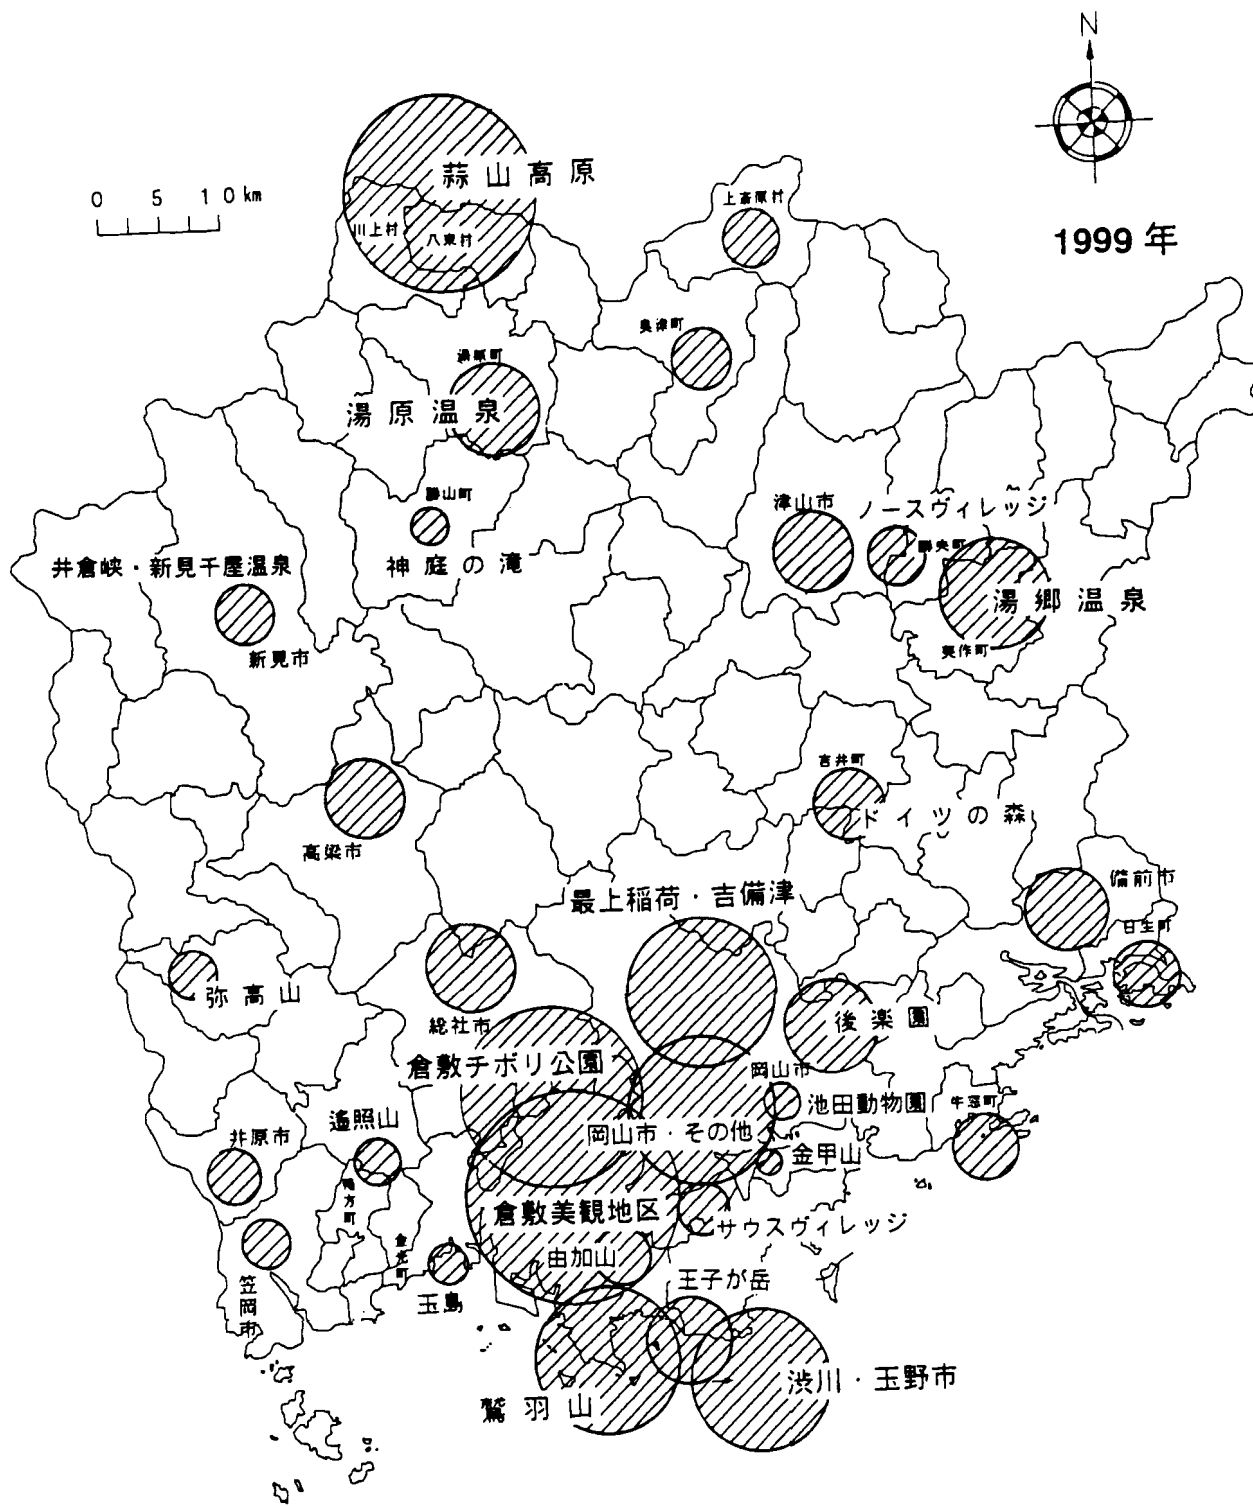 N
0 5 10km
1999年
蒜山高原
川上村
八束村
上斎原村
奥津町
湯原町
湯原温泉
勝山町
神庭の滝
津山市
ノースヴィレッジ
勝央町
湯郷温泉
美作町
井倉峡・新見千屋温泉
新見市
高梁市
吉井町
ドイツの森
備前市
日生町
最上稲荷・吉備津
弥高山
総社市
後楽園
倉敷チボリ公園
岡山市
池田動物園
牛窓町
岡山市・その他
金甲山
遙照山
井原市
鴨方町
金光町
倉敷美観地区
サウスヴィレッジ
由加山
王子が岳
玉島
笠岡市
鷲羽山
渋川・玉野市